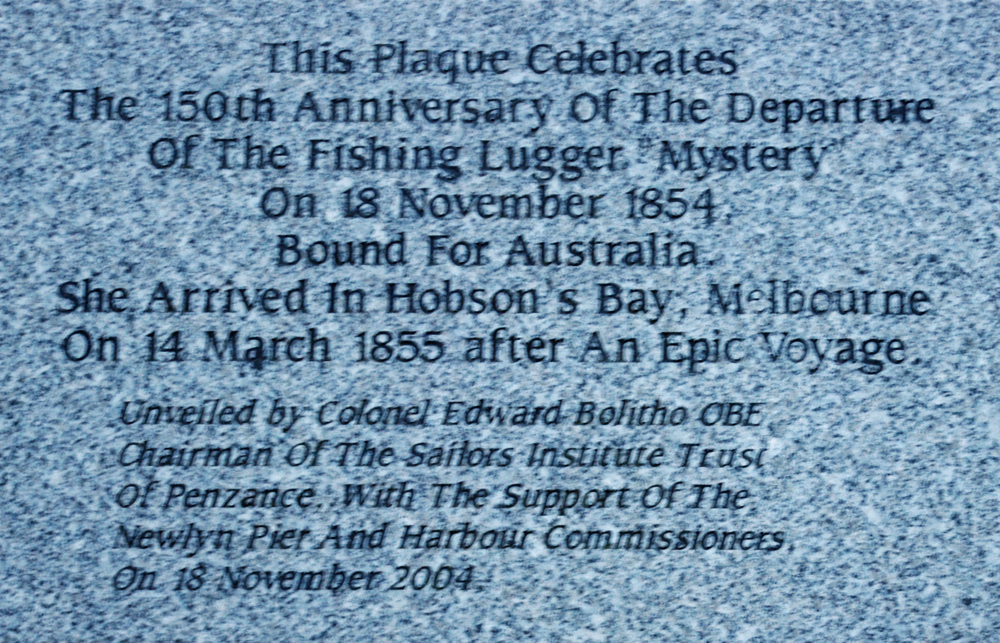 This Plaque Celebrates
The 150th Anniversary Of The Departure
Of The Fishing Lugger "Mystery"
On 18 November 1854,
Bound For Australia.
She Arrived In Hobson's Bay, Melbourne
On 14 March 1855 after An Epic Voyage.
Unveiled by Colonel Edward Bolitho OBE
Chairman Of The Sailors Institute Trust
Of Penzance. With The Support Of The
Newlyn Pier And Harbour Commissioners.
On 18 November 2004.